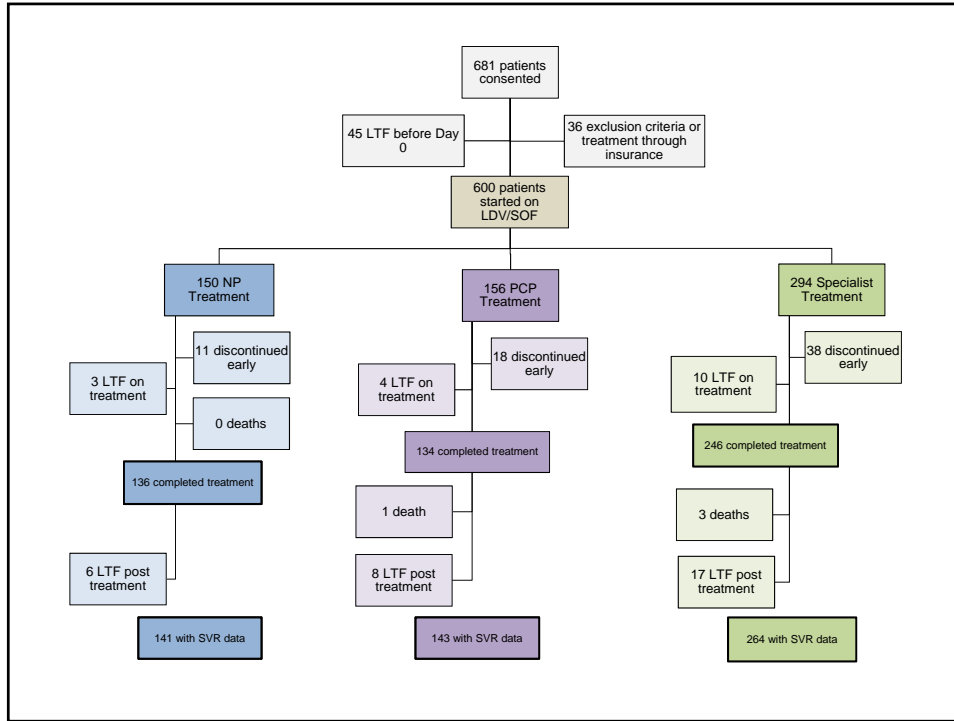 681 patients
consented
45 LTF before Day
0
36 exclusion criteria or
treatment through
insurance
600 patients
started on
LDV/SOF
150 NP
Treatment
156 PCP
Treatment
294 Specialist
Treatment
11 discontinued
early
3 LTF on
treatment
0 deaths
136 completed treatment
6 LTF post
treatment
141 with SVR data
18 discontinued
early
4 LTF on
treatment
134 completed treatment
1 death
8 LTF post
treatment
143 with SVR data
38 discontinued
early
10 LTF on
treatment
246 completed treatment
3 deaths
17 LTF post
treatment
264 with SVR data